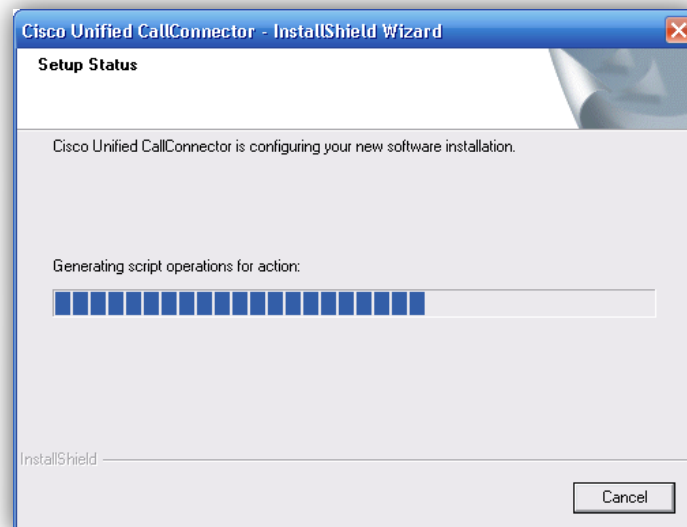 Cisco Unified CallConnector - InstallShield Wizard
Setup Status
Cisco Unified CallConnector is configuring your new software installation.
Generating script operations for action:
InstallShield
Cancel